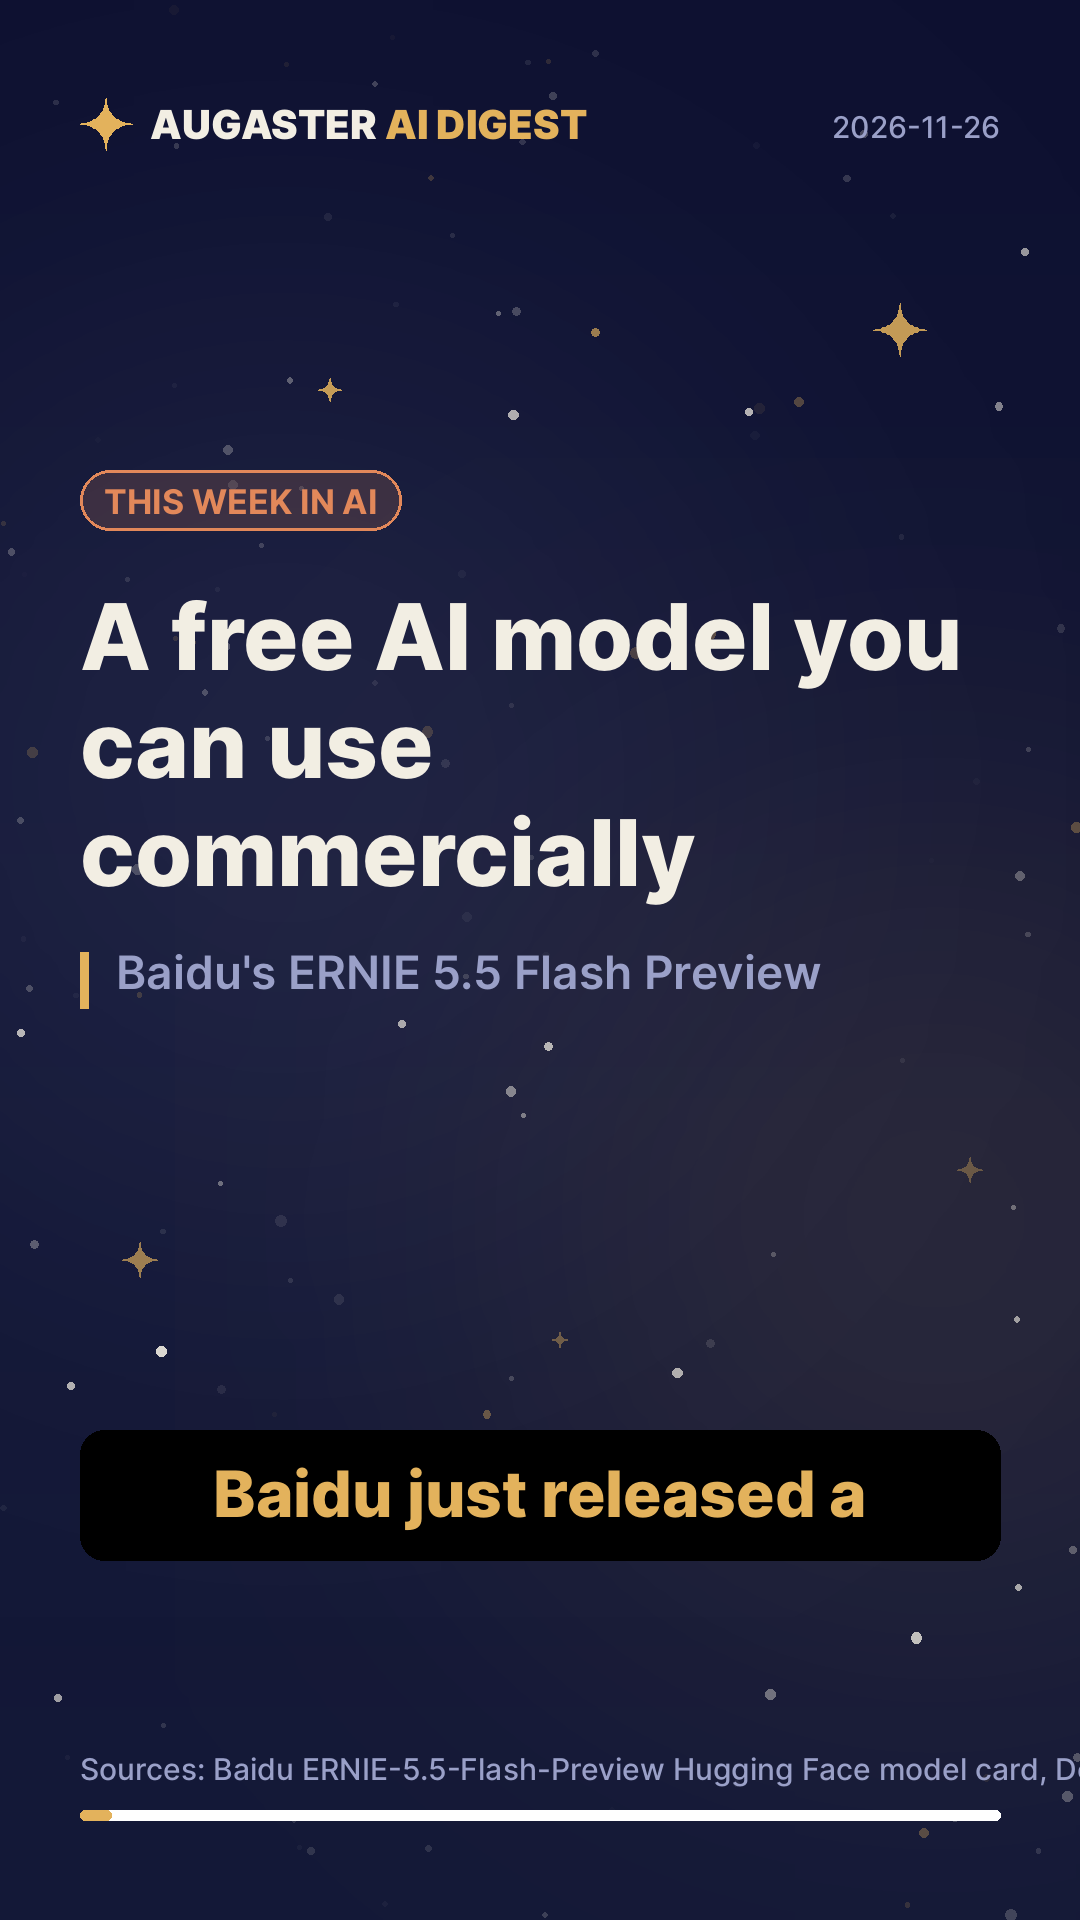 AUGASTER AI DIGEST
2026-11-26
THIS WEEK IN AI
A free AI model you
can use
commercially
Baidu's ERNIE 5.5 Flash Preview
Baidu just released a
Sources: Baidu ERNIE-5.5-Flash-Preview Hugging Face model card,